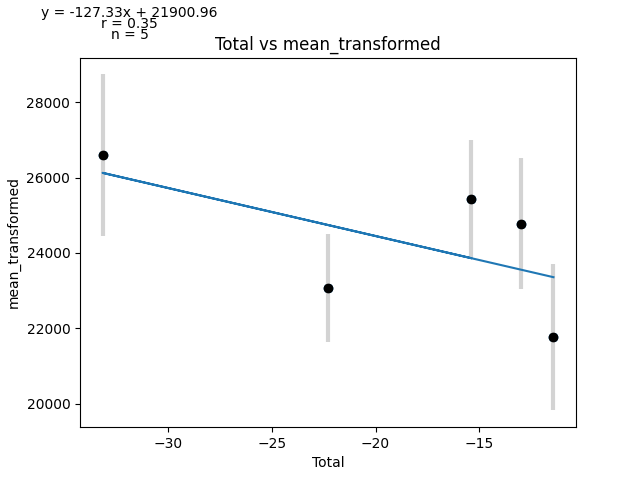 y = -127.33x + 21900.96
r = 0.35
n = 5
Total vs mean_transformed
28000
26000
24000
22000
20000
mean_transformed
−30
−25
−20
−15
Total